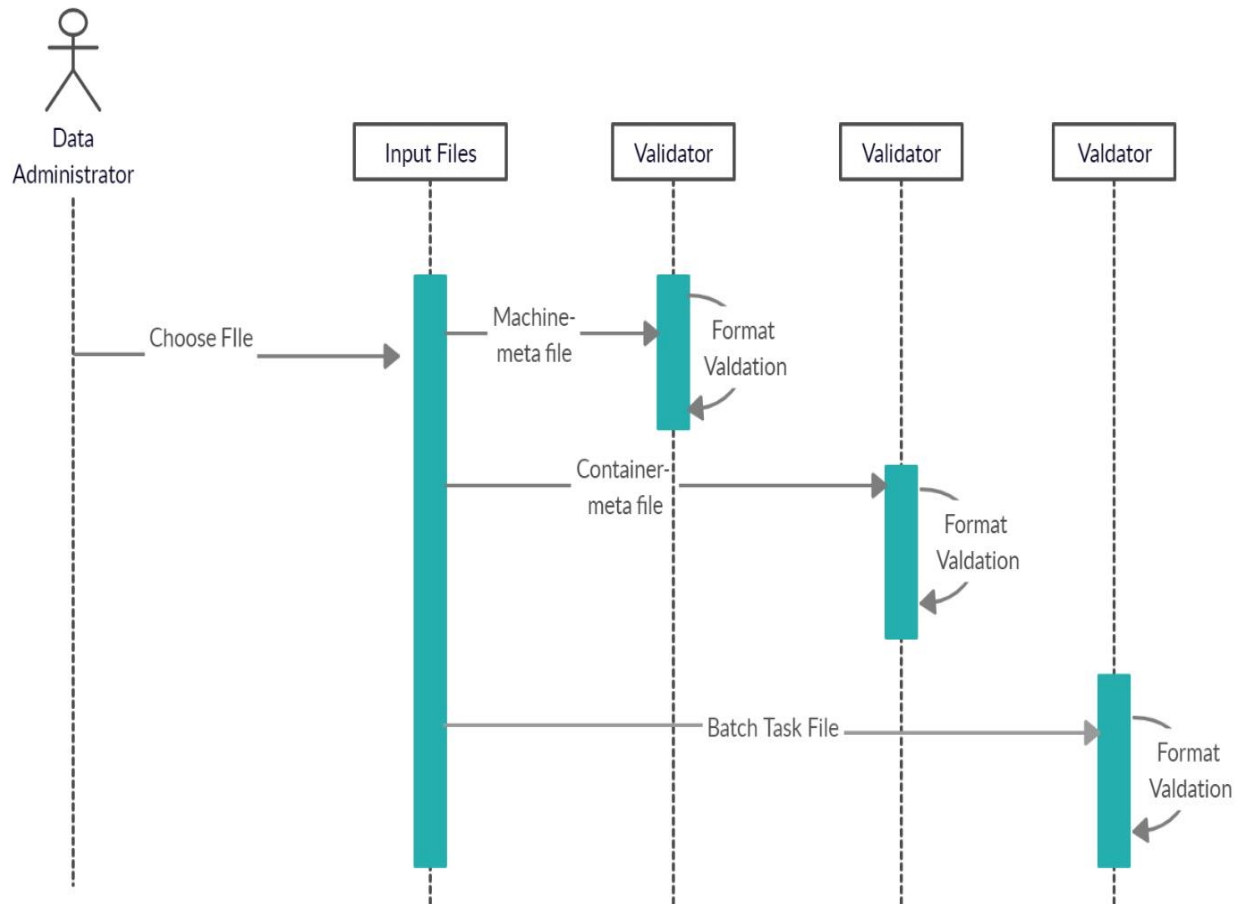 Data
Administrator
Input Files
Validator
Validator
Valdator
Choose FIle
Machine-
meta file
Format
Valdation
Container-
meta file
Format
Valdation
Batch Task File
Format
Valdation